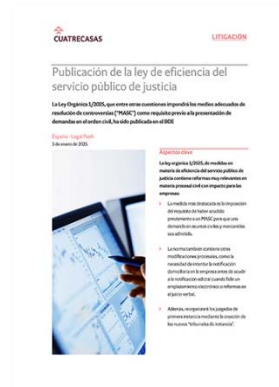 CUATRECASAS
LITIGACIÓN
Publicación de la ley de eficiencia del
servicio público de justicia
La Ley Orgánica 1/2025, que entre otras cuestiones impondrá los medios adecuados de
resolución de controversias ("MASC") como requisito previo a la presentación de
demandas en el orden civil, ha sido publicada en el BOE
España - Legal Flash
3 de enero de 2025
Aspectos clave
La ley orgánica 1/2025, de medidas en
materia de eficiencia del servicio público de
justicia contiene reformas muy relevantes en
materia procesal civil con impacto para las
empresas:
La medida más destacada es la imposición
del requisito de haber acudido
previamente a un MASC para que una
demanda en asuntos civiles y mercantiles
sea admitida.
La norma también contiene otras
modificaciones procesales, como la
necesidad de intentar la notificación
domiciliaria en la empresa antes de acudir
a la notificación edictal cuando falle un
emplazamiento electrónico o reformas en
el juicio verbal.
Además, reorganizará los juzgados de
primera instancia mediante la creación de
los nuevos "tribunales de instancia".